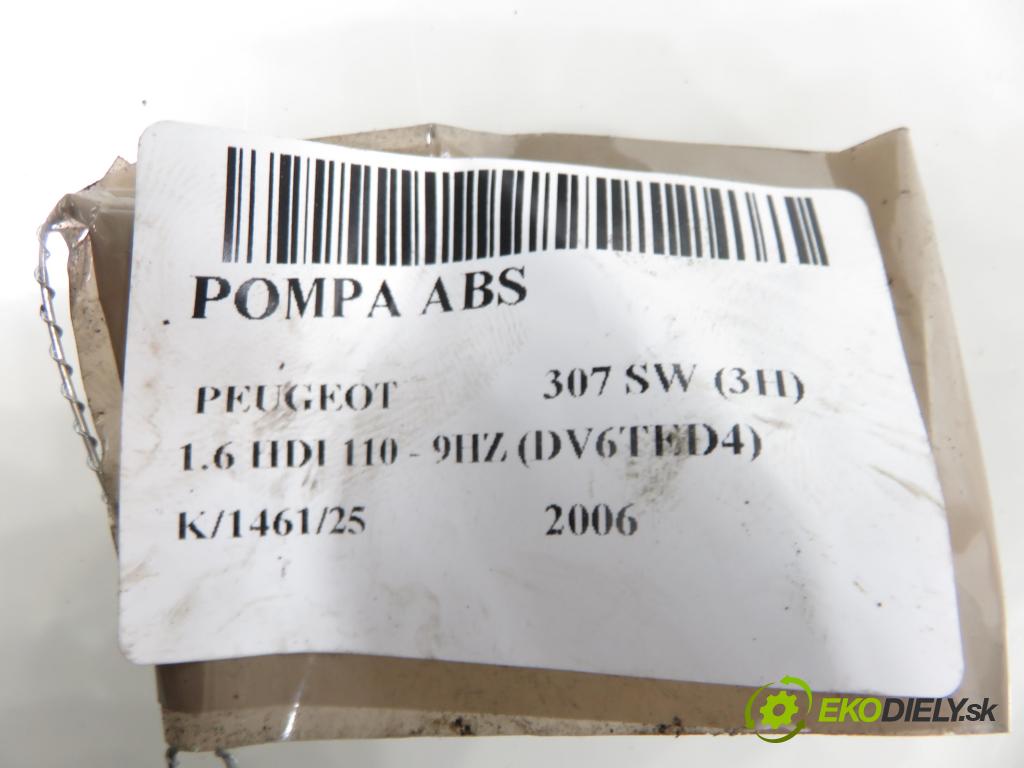 POMPA ABS
PEUGEOT 307 SW (3H)
1.6 HDI 110 - 9HZ (DV6TED4)
K/1461/25 2006
EKODIELY.sk